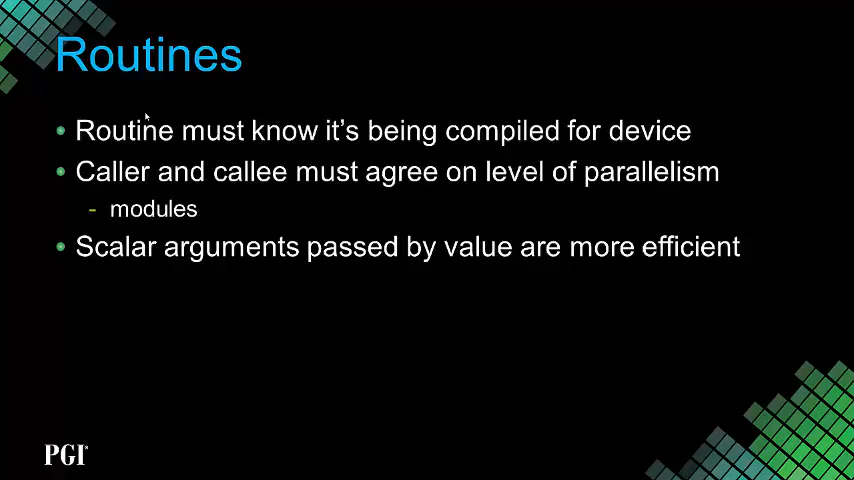 Routines
• Routine must know it's being compiled for device
• Caller and callee must agree on level of parallelism
- modules
• Scalar arguments passed by value are more efficient
PGI®